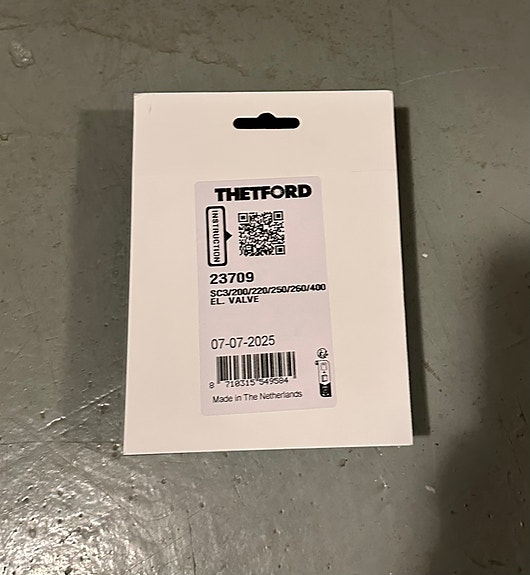 THETFORD
INSTRUCTION
23709
SC3/200/220/250/260/400
EL. VALVE
07-07-2025
8 710315 549584
Made in The Netherlands